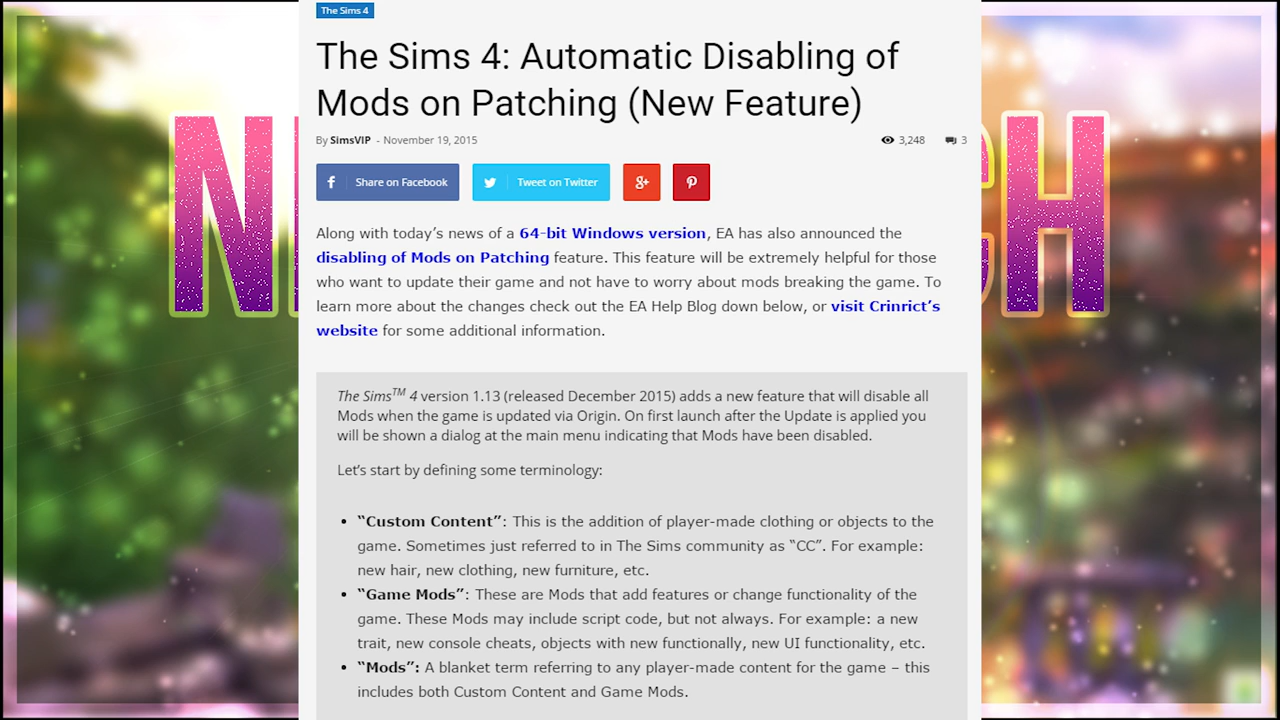 The Sims 4
The Sims 4: Automatic Disabling of
Mods on Patching (New Feature)
By SimsVIP - November 19, 2015
3,248
3
Share on Facebook
Tweet on Twitter
g+
Along with today’s news of a 64-bit Windows version, EA has also announced the
disabling of Mods on Patching feature. This feature will be extremely helpful for those
who want to update their game and not have to worry about mods breaking the game. To
learn more about the changes check out the EA Help Blog down below, or visit Crinrict’s
website for some additional information.
The Sims™ 4 version 1.13 (released December 2015) adds a new feature that will disable all
Mods when the game is updated via Origin. On first launch after the Update is applied you
will be shown a dialog at the main menu indicating that Mods have been disabled.
Let’s start by defining some terminology:
• “Custom Content”: This is the addition of player-made clothing or objects to the
game. Sometimes just referred to in The Sims community as “CC”. For example:
new hair, new clothing, new furniture, etc.
• “Game Mods”: These are Mods that add features or change functionality of the
game. These Mods may include script code, but not always. For example: a new
trait, new console cheats, objects with new functionally, new UI functionality, etc.
• “Mods”: A blanket term referring to any player-made content for the game – this
includes both Custom Content and Game Mods.